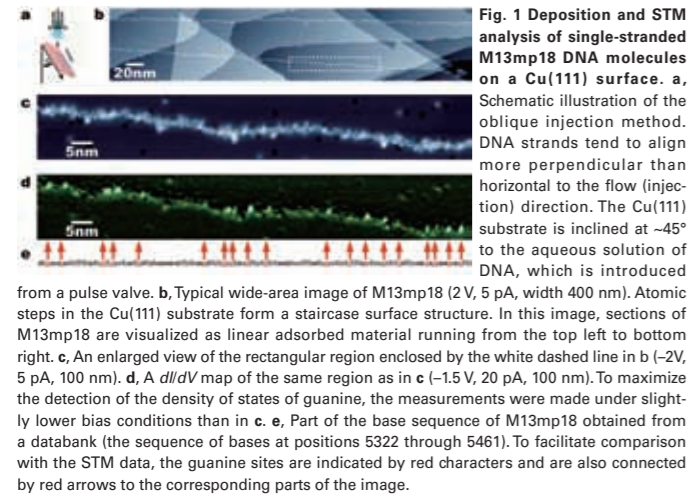 a
b
20nm
c
5nm
d
5nm
e
Fig. 1 Deposition and STM
analysis of single-stranded
M13mp18 DNA molecules
on a Cu(111) surface. a,
Schematic illustration of the
oblique injection method.
DNA strands tend to align
more perpendicular than
horizontal to the flow (injec-
tion) direction. The Cu(111)
substrate is inclined at ~45°
to the aqueous solution of
DNA, which is introduced
from a pulse valve. b, Typical wide-area image of M13mp18 (2 V, 5 pA, width 400 nm). Atomic
steps in the Cu(111) substrate form a staircase surface structure. In this image, sections of
M13mp18 are visualized as linear adsorbed material running from the top left to bottom
right. c, An enlarged view of the rectangular region enclosed by the white dashed line in b (–2V,
5 pA, 100 nm). d, A dI/dV map of the same region as in c (–1.5 V, 20 pA, 100 nm). To maximize
the detection of the density of states of guanine, the measurements were made under slight-
ly lower bias conditions than in c. e, Part of the base sequence of M13mp18 obtained from
a databank (the sequence of bases at positions 5322 through 5461). To facilitate comparison
with the STM data, the guanine sites are indicated by red characters and are also connected
by red arrows to the corresponding parts of the image.